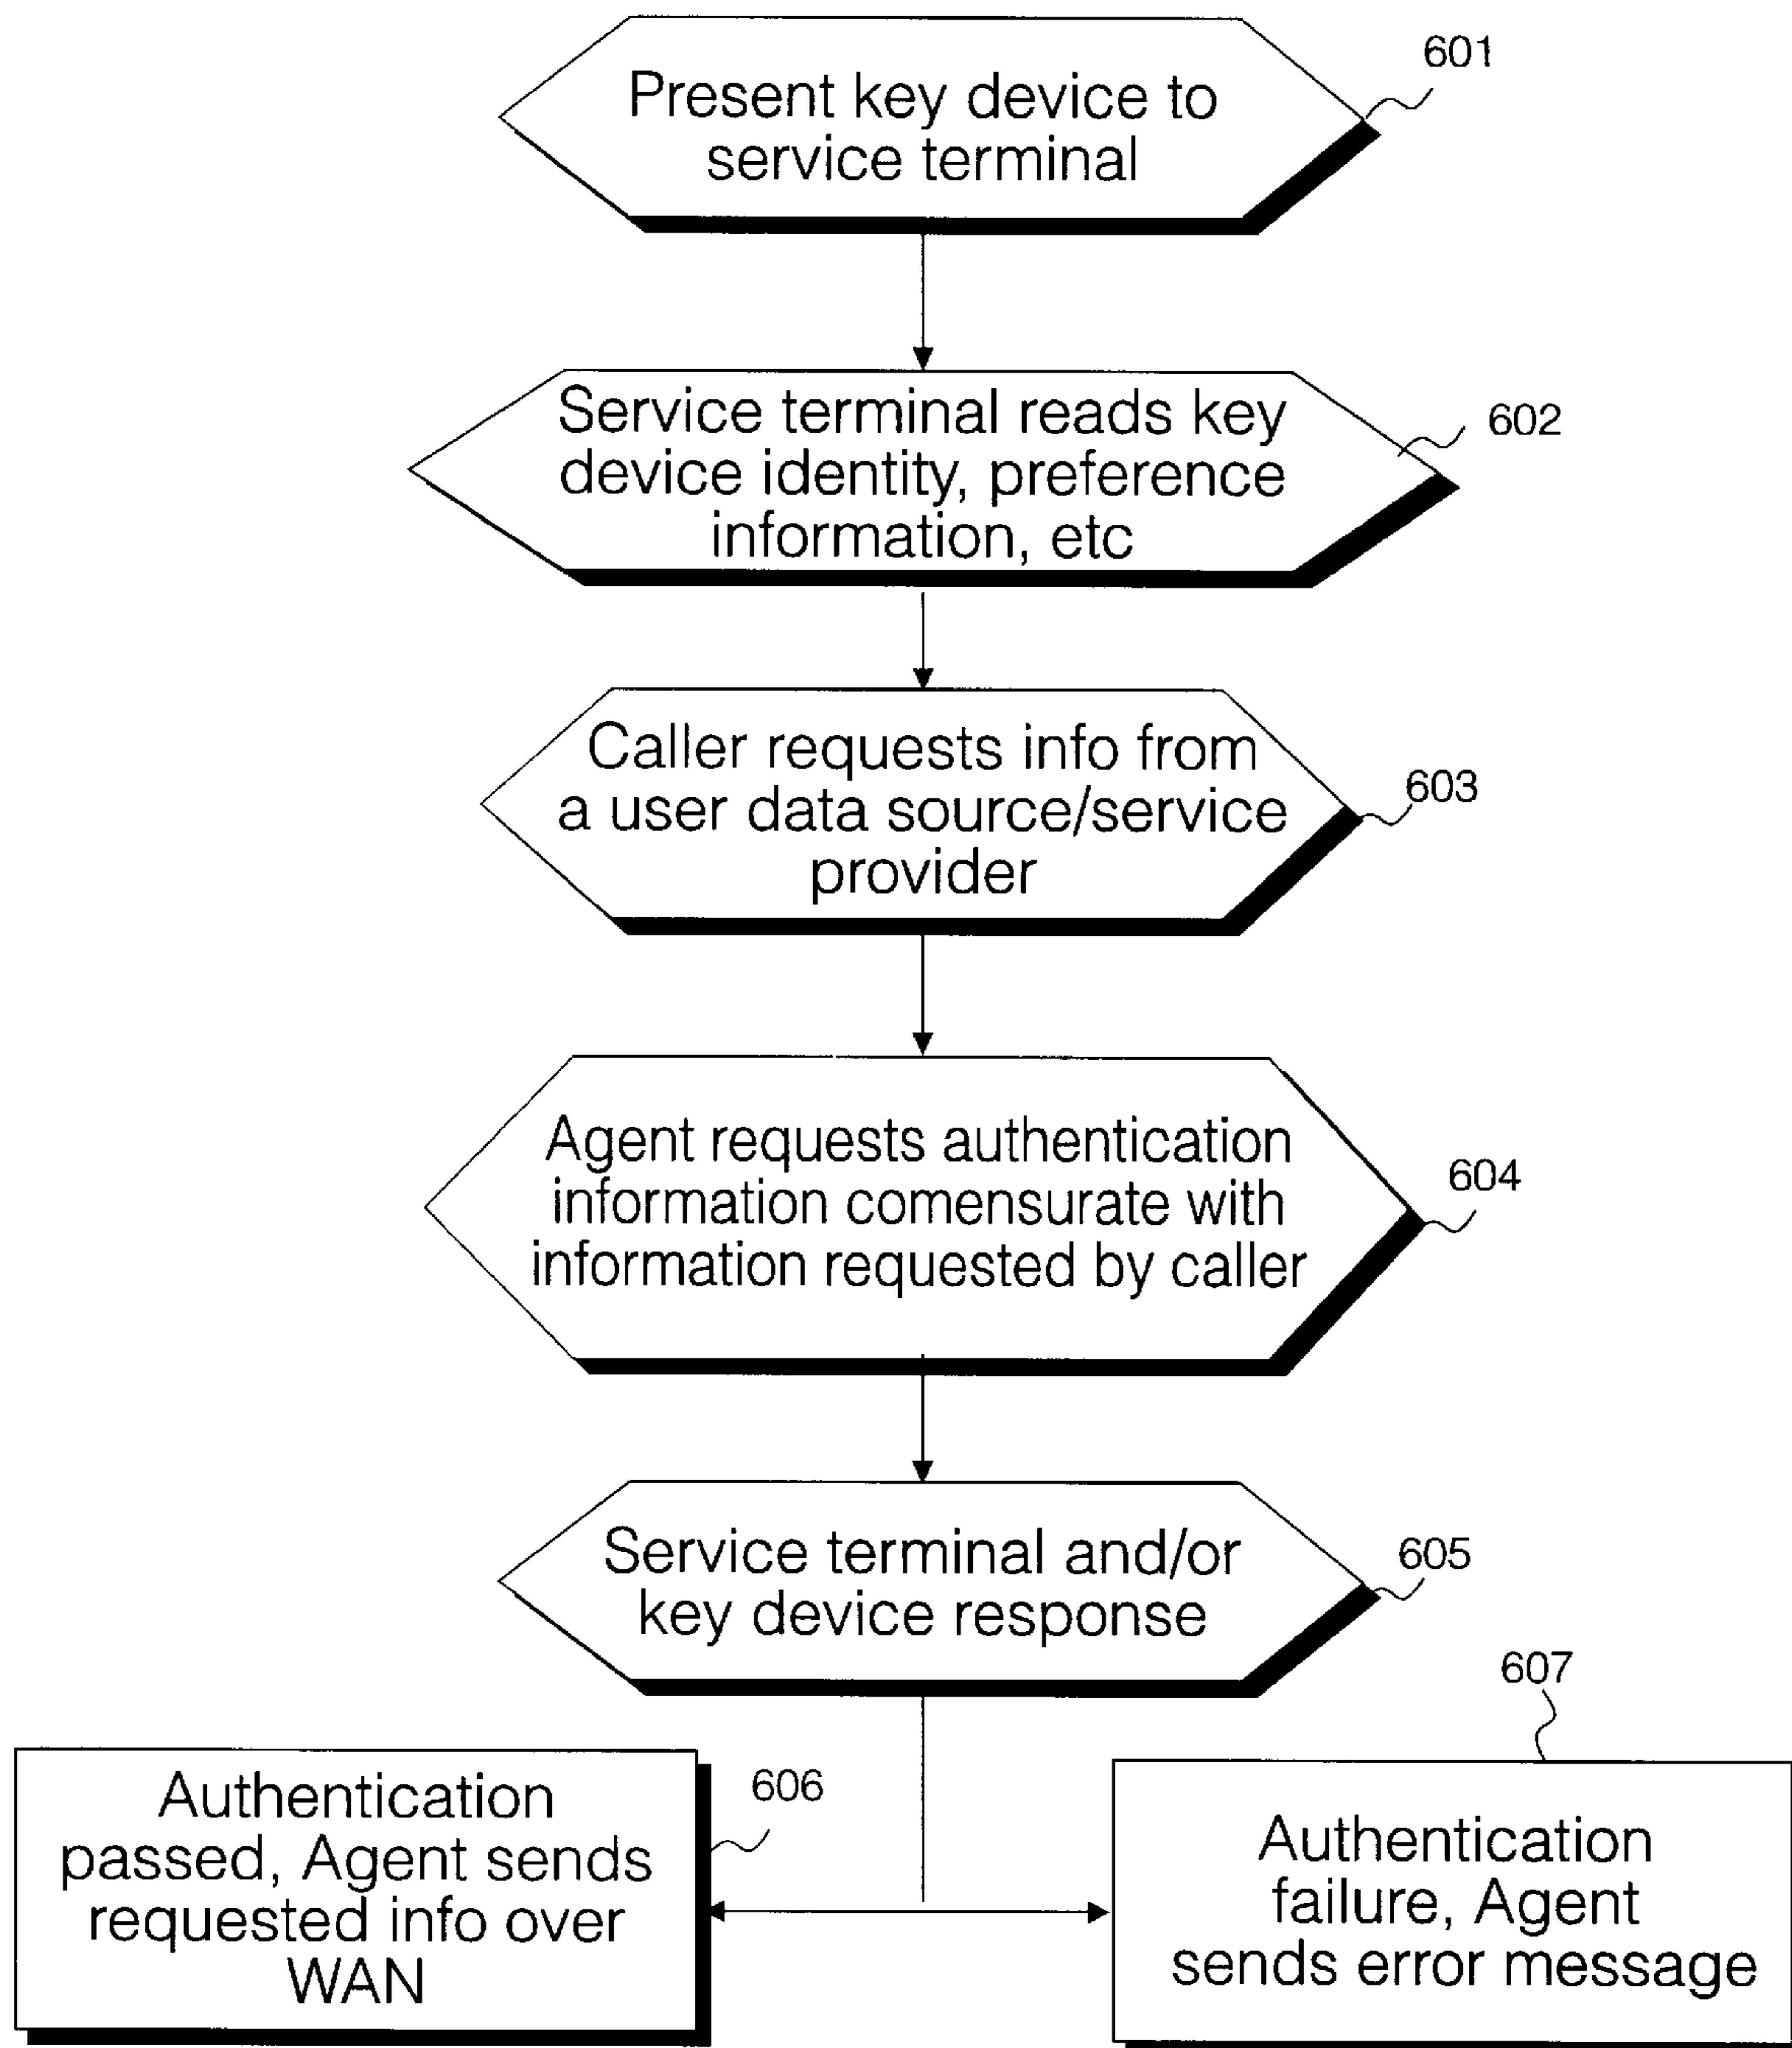 Present key device to
service terminal
601
Service terminal reads key
device identity, preference
information, etc
602
Caller requests info from
a user data source/service
provider
603
Agent requests authentication
information comensurate with
information requested by caller
604
Service terminal and/or
key device response
605
Authentication
passed, Agent sends
requested info over
WAN
606
607
Authentication
failure, Agent
sends error message